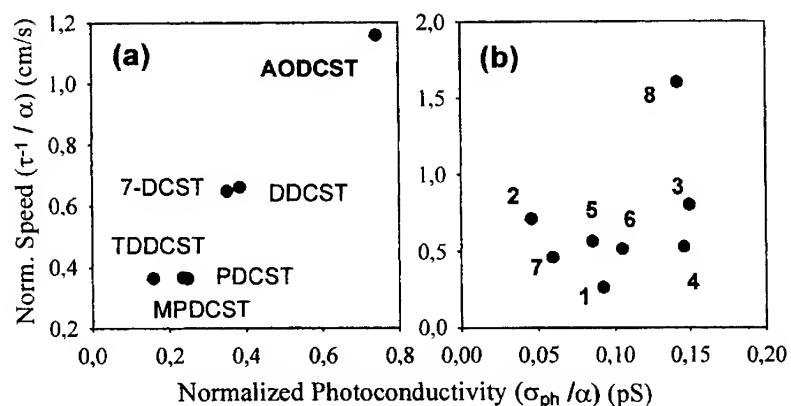 1,2
1,0
0,8
0,6
0,4
0,2
Norm. Speed (τ⁻¹ / α) (cm/s)
(a)
AODCST
7-DCST
DDCST
TDDCST
PDCST
MPDCST
0,0 0,2 0,4 0,6 0,8
2,0
1,5
1,0
0,5
0,0
(b)
8
2
3
5
6
7
1
4
0,00 0,05 0,10 0,15 0,20
Normalized Photoconductivity (σph /α) (pS)